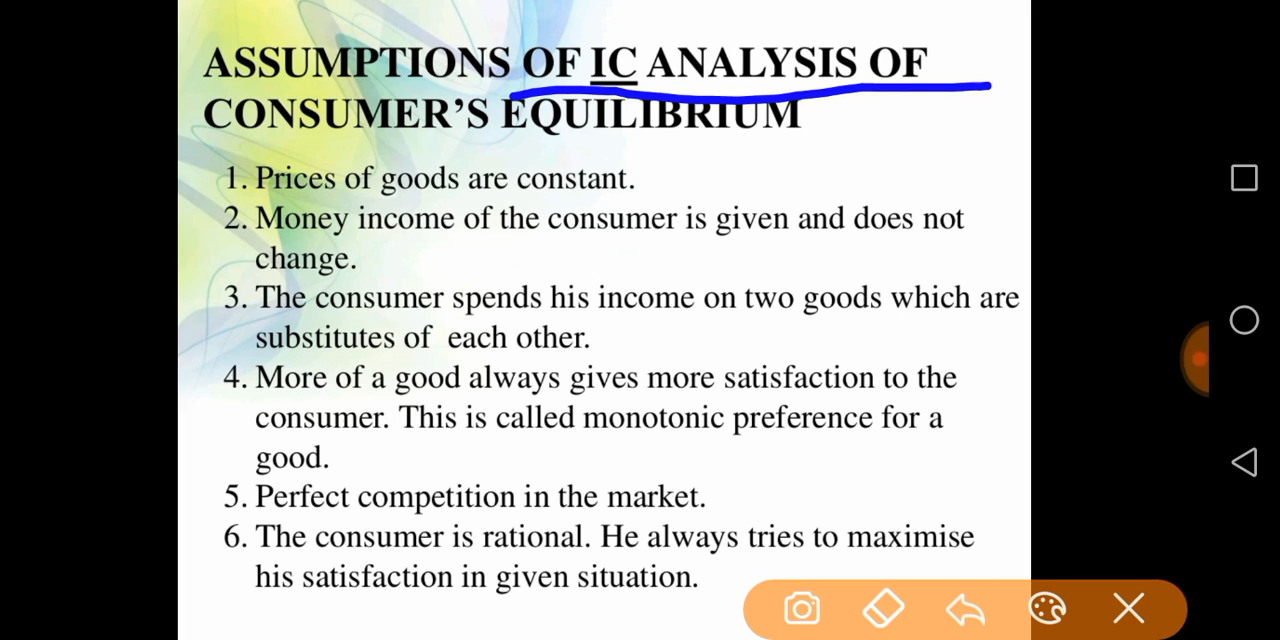 ASSUMPTIONS OF IC ANALYSIS OF
CONSUMER'S EQUILIBRIUM
1. Prices of goods are constant.
2. Money income of the consumer is given and does not
change.
3. The consumer spends his income on two goods which are
substitutes of each other.
4. More of a good always gives more satisfaction to the
consumer. This is called monotonic preference for a
good.
5. Perfect competition in the market.
6. The consumer is rational. He always tries to maximise
his satisfaction in given situation.